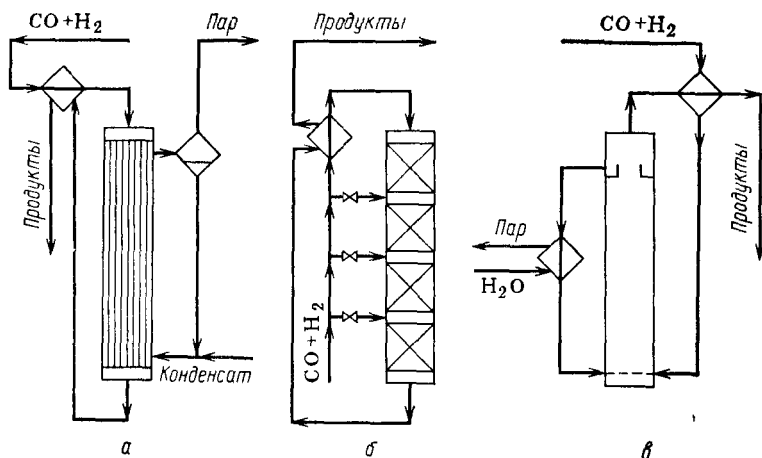 CO+H2
Пар
Продукты
Конденсат
а
Продукты
CO+H2
б
CO+H2
Пар
H2O
Продукты
в